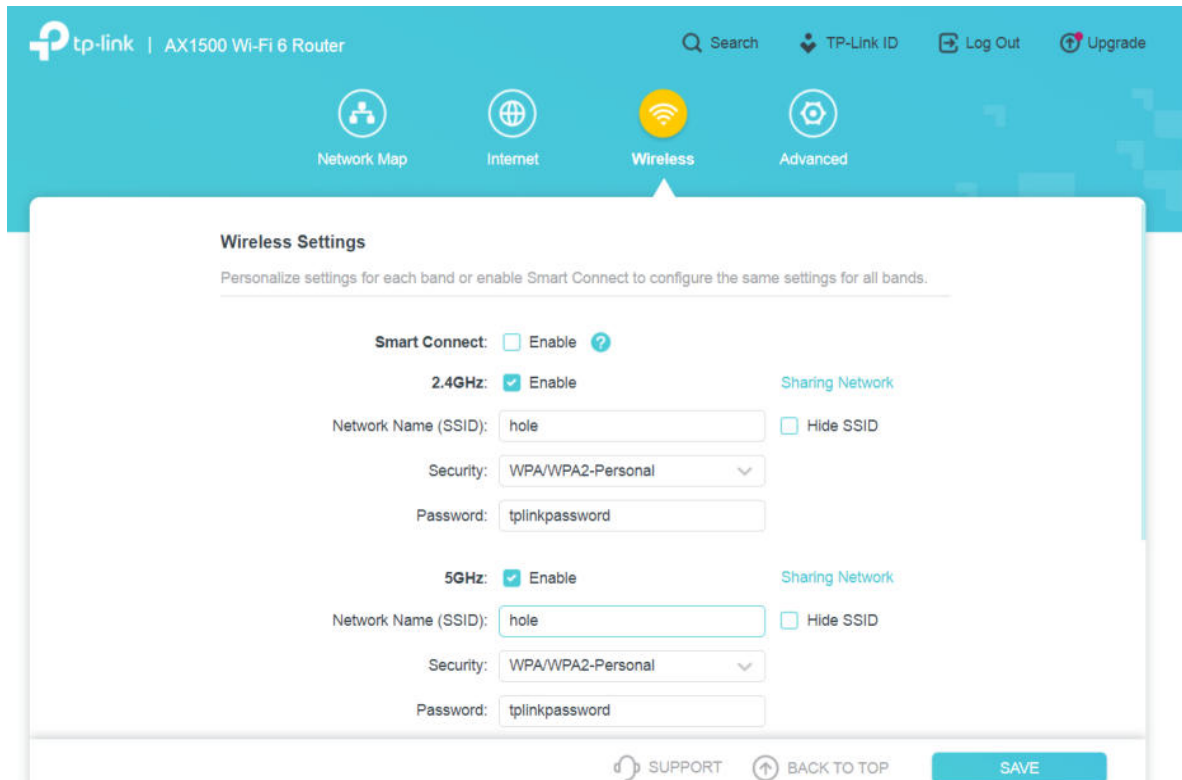 tp-link | AX1500 Wi-Fi 6 Router Search TP-Link ID Log Out Upgrade
Network Map Internet Wireless Advanced
Wireless Settings
Personalize settings for each band or enable Smart Connect to configure the same settings for all bands.
Smart Connect: Enable ?
2.4GHz: Enable Sharing Network
Network Name (SSID): hole Hide SSID
Security: WPA/WPA2-Personal
Password: tplinkpassword
5GHz: Enable Sharing Network
Network Name (SSID): hole Hide SSID
Security: WPA/WPA2-Personal
Password: tplinkpassword
SUPPORT BACK TO TOP SAVE